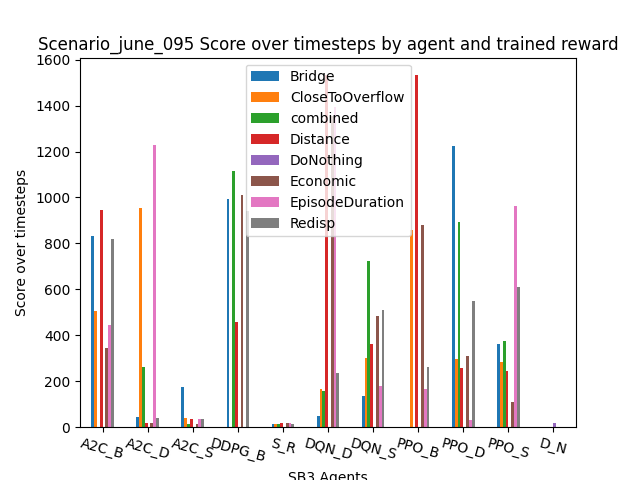 Scenario_june_095 Score over timesteps by agent and trained reward
Score over timesteps
1600
1400
1200
1000
800
600
400
200
0
Bridge
CloseToOverflow
combined
Distance
DoNothing
Economic
EpisodeDuration
Redisp
A2C_B
A2C_D
A2C_S
DDPG_B
S_R
DQN_D
DQN_S
PPO_B
PPO_D
PPO_S
D_N
SB3 Agents